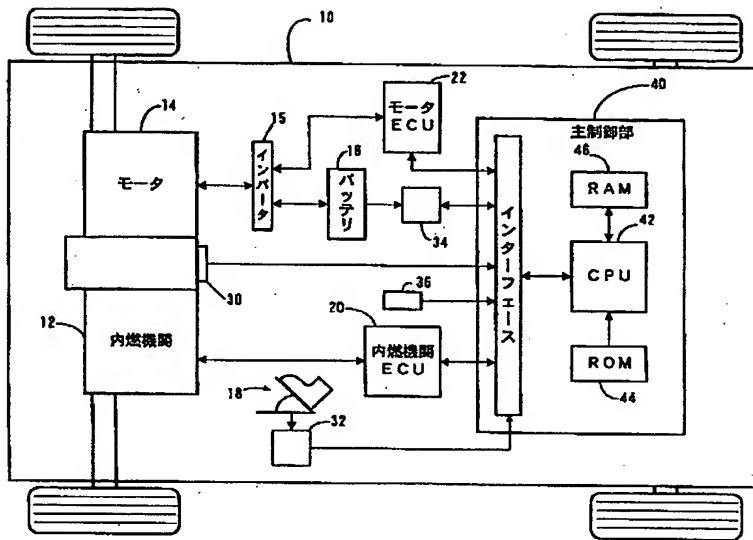 10
14
モータ
15
インバータ
16
バッテリ
22
モータ
ECU
34
40
主制御部
46
RAM
42
CPU
ROM
44
インターフェース
30
36
12
内燃機関
20
内燃機関
ECU
18
32